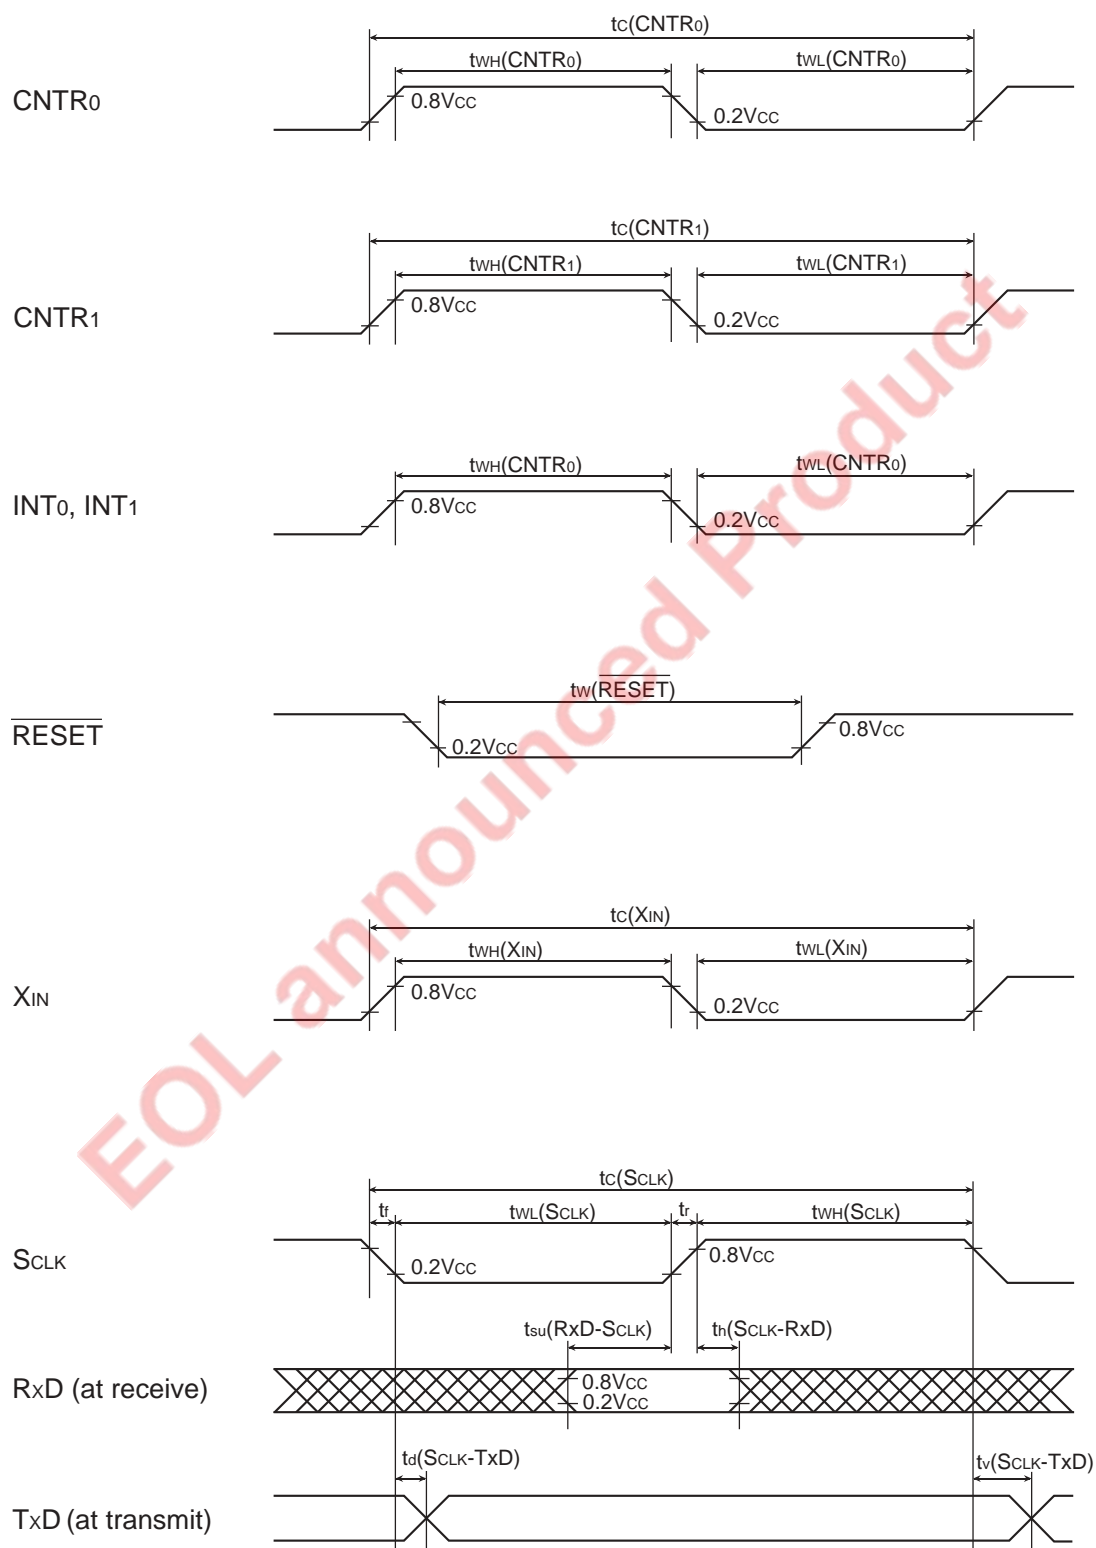 tC(CNTR0)
tWH(CNTR0) tWL(CNTR0)
CNTR0
0.8VCC
0.2VCC
tC(CNTR1)
tWH(CNTR1) tWL(CNTR1)
CNTR1
0.8VCC
0.2VCC
tWH(CNTR0) tWL(CNTR0)
INT0, INT1
0.8VCC
0.2VCC
tW(RESET)
RESET
0.2VCC
0.8VCC
tC(XIN)
tWH(XIN) tWL(XIN)
XIN
0.8VCC
0.2VCC
tC(SCLK)
tf tWL(SCLK) tr tWH(SCLK)
SCLK
0.2VCC
0.8VCC
tsu(RxD-SCLK) th(SCLK-RxD)
RXD (at receive)
0.8VCC
0.2VCC
td(SCLK-TxD) tv(SCLK-TxD)
TXD (at transmit)
EOL announced Product